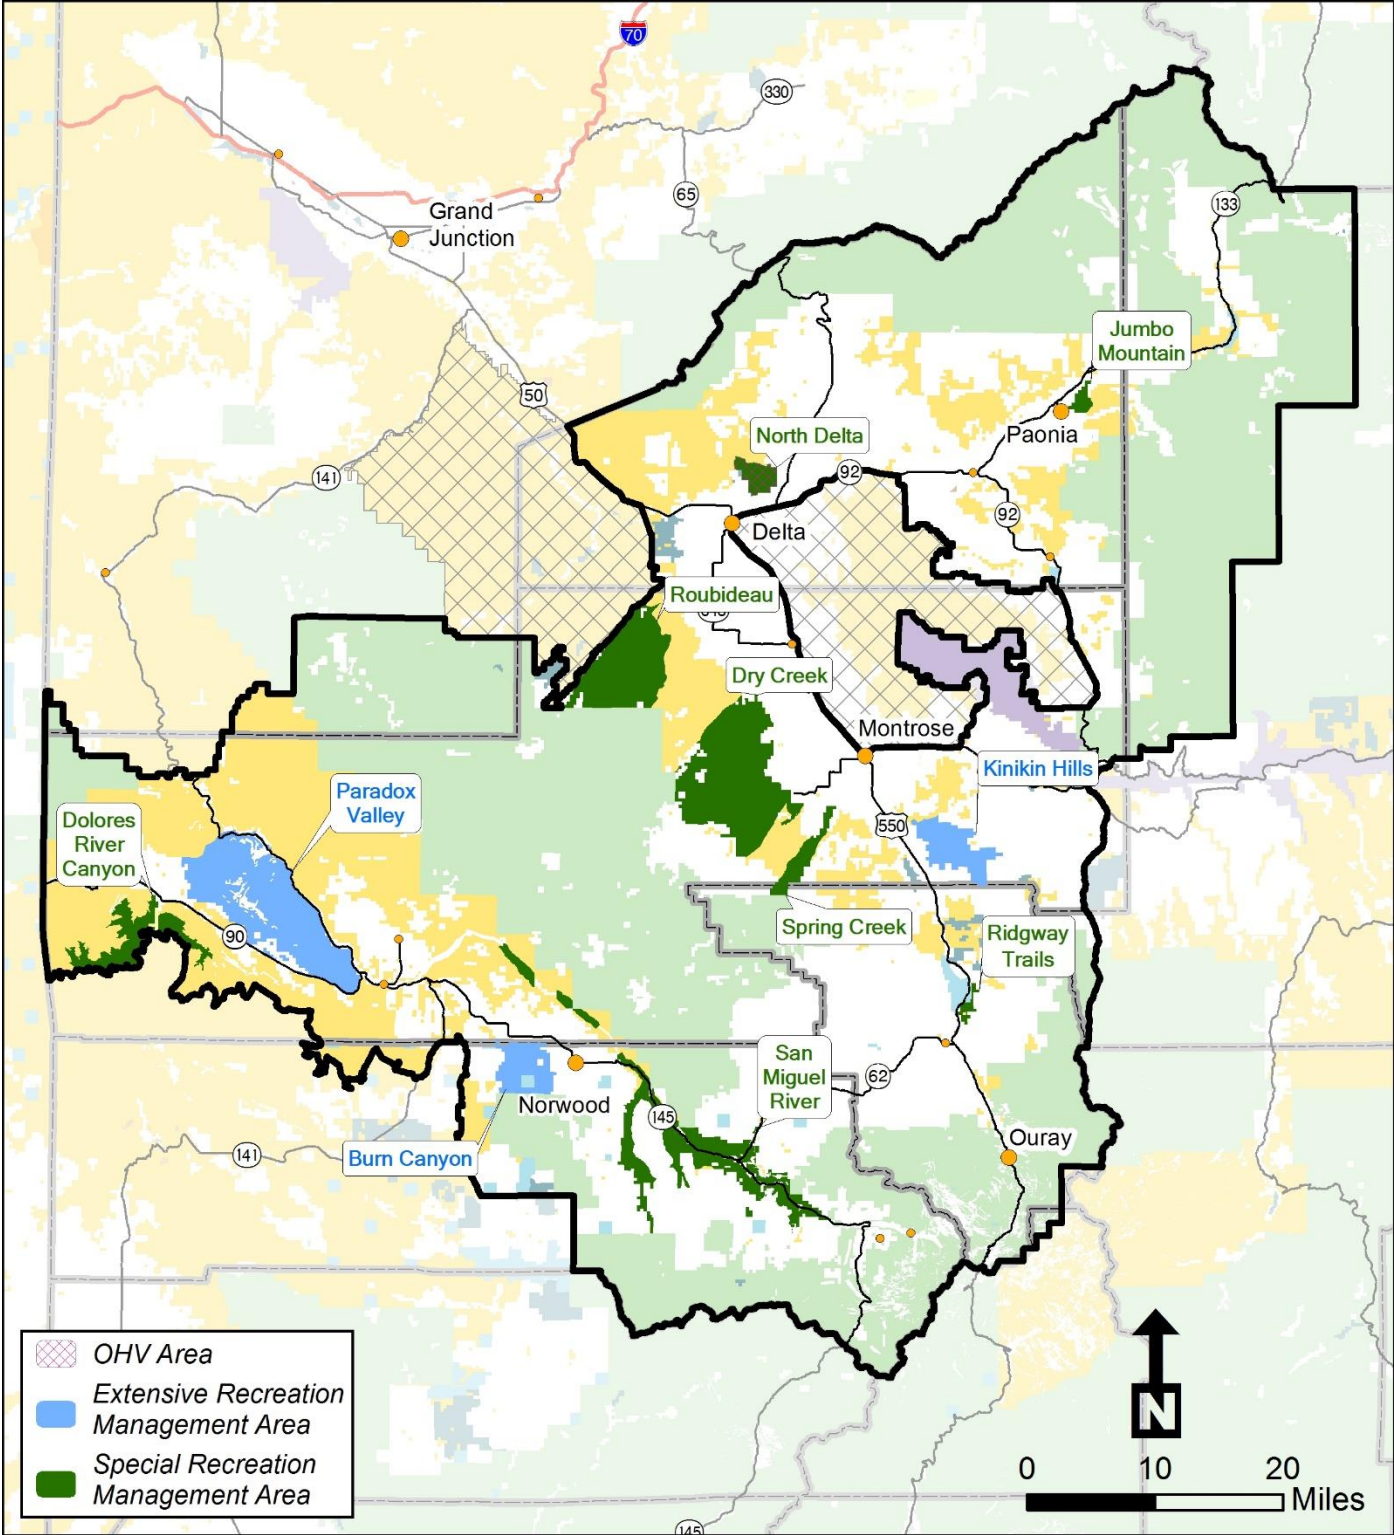 70
330
65
Grand
Junction
133
50
Jumbo
Mountain
141
North Delta
Paonia
92
92
Delta
Roubideau
Dry Creek
Montrose
Kinikin Hills
Paradox
Valley
Dolores
River
Canyon
550
90
Spring Creek
Ridgway
Trails
San
Miguel
River
62
Norwood
145
Burn Canyon
141
Ouray
OHV Area
Extensive Recreation
Management Area
Special Recreation
Management Area
N
0 10 20
Miles
145